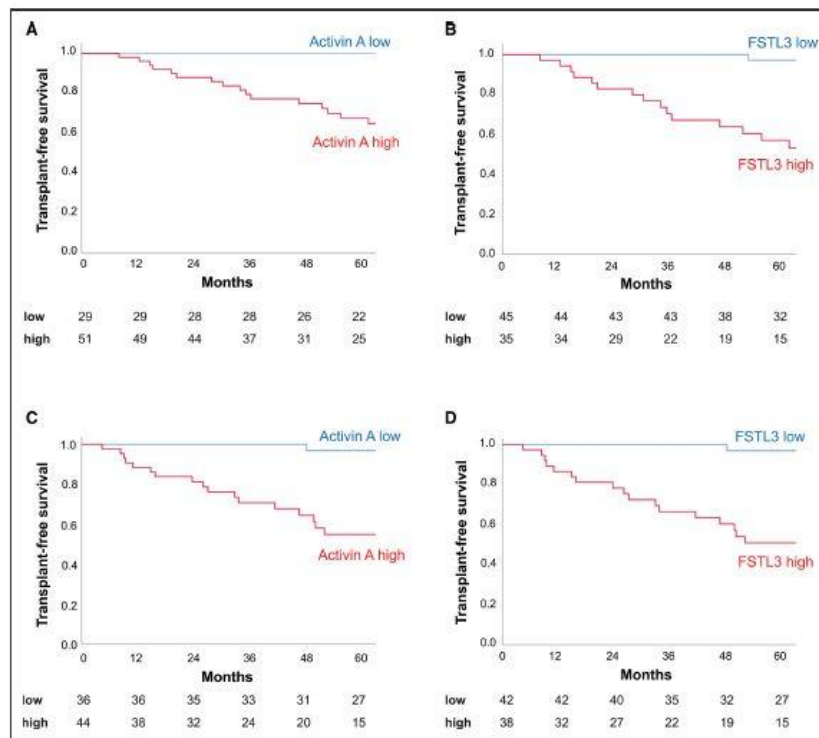 A
Transplant-free survival
1.0
0.8
0.6
0.4
0.2
0.0
Activin A low
Activin A high
0 12 24 36 48 60
Months
low 29 29 28 28 26 22
high 51 49 44 37 31 25
B
Transplant-free survival
1.0
0.8
0.6
0.4
0.2
0.0
FSTL3 low
FSTL3 high
0 12 24 36 48 60
Months
low 45 44 43 43 38 32
high 35 34 29 22 19 15
C
Transplant-free survival
1.0
0.8
0.6
0.4
0.2
0.0
Activin A low
Activin A high
0 12 24 36 48 60
Months
low 36 36 35 33 31 27
high 44 38 32 24 20 15
D
Transplant-free survival
1.0
0.8
0.6
0.4
0.2
0.0
FSTL3 low
FSTL3 high
0 12 24 36 48 60
Months
low 42 42 40 35 32 27
high 38 32 27 22 19 15